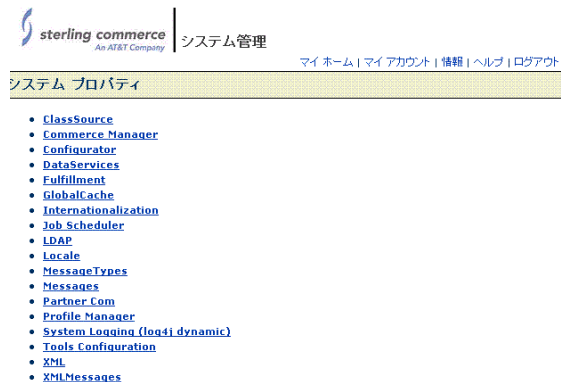 sterling commerce
An AT&T Company
システム管理
マイ ホーム | マイ アカウント | 情報 | ヘルプ | ログアウト
システム プロパティ
ClassSource
Commerce Manager
Configurator
DataServices
Fulfillment
GlobalCache
Internationalization
Job Scheduler
LDAP
Locale
MessageTypes
Messages
Partner Com
Profile Manager
System Logging (log4j dynamic)
Tools Configuration
XML
XMLMessages